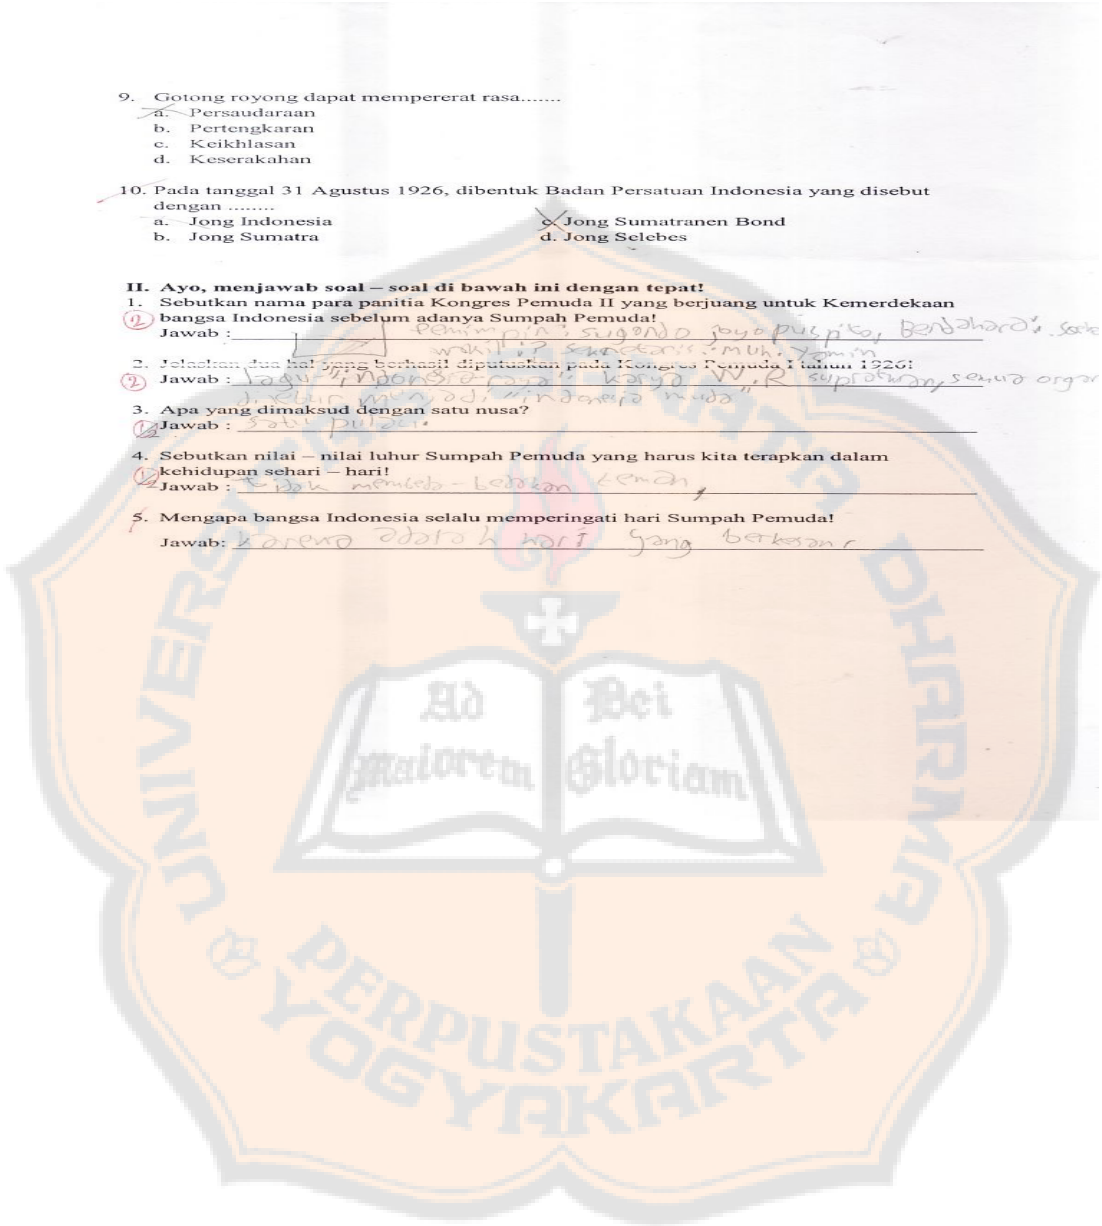 9. Gotong royong dapat mempererat rasa.......
a. Persaudaraan
b. Pertengkaran
c. Keikhlasan
d. Keserakahan
10. Pada tanggal 31 Agustus 1926, dibentuk Badan Persatuan Indonesia yang disebut
dengan ........
a. Jong Indonesia
c. Jong Sumatranen Bond
b. Jong Sumatra
d. Jong Selebes
II. Ayo, menjawab soal – soal di bawah ini dengan tepat!
1. Sebutkan nama para panitia Kongres Pemuda II yang berjuang untuk Kemerdekaan
2 bangsa Indonesia sebelum adanya Sumpah Pemuda!
Jawab : Pemimpin : sugondo joyopuspito, Bendahara :
wakil : sekretaris : muh. Yamin
2. Jelaskan dua hal yang berhasil diputuskan pada Kongres Pemuda I tahun 1926!
2 Jawab : lagu "indonesia raya" karya W.R supratman, semua orga
di lebur menjadi "indonesia muda"
3. Apa yang dimaksud dengan satu nusa?
Jawab : satu pulau.
4. Sebutkan nilai – nilai luhur Sumpah Pemuda yang harus kita terapkan dalam
kehidupan sehari – hari!
Jawab : tidak membeda-bedakan teman
5. Mengapa bangsa Indonesia selalu memperingati hari Sumpah Pemuda!
Jawab: karena adalah hari yang berkesan
UNIVERSITAS SANATA DHARMA
Ad Dei
Maiorem Gloriam
PERPUSTAKAAN
YOGYAKARTA